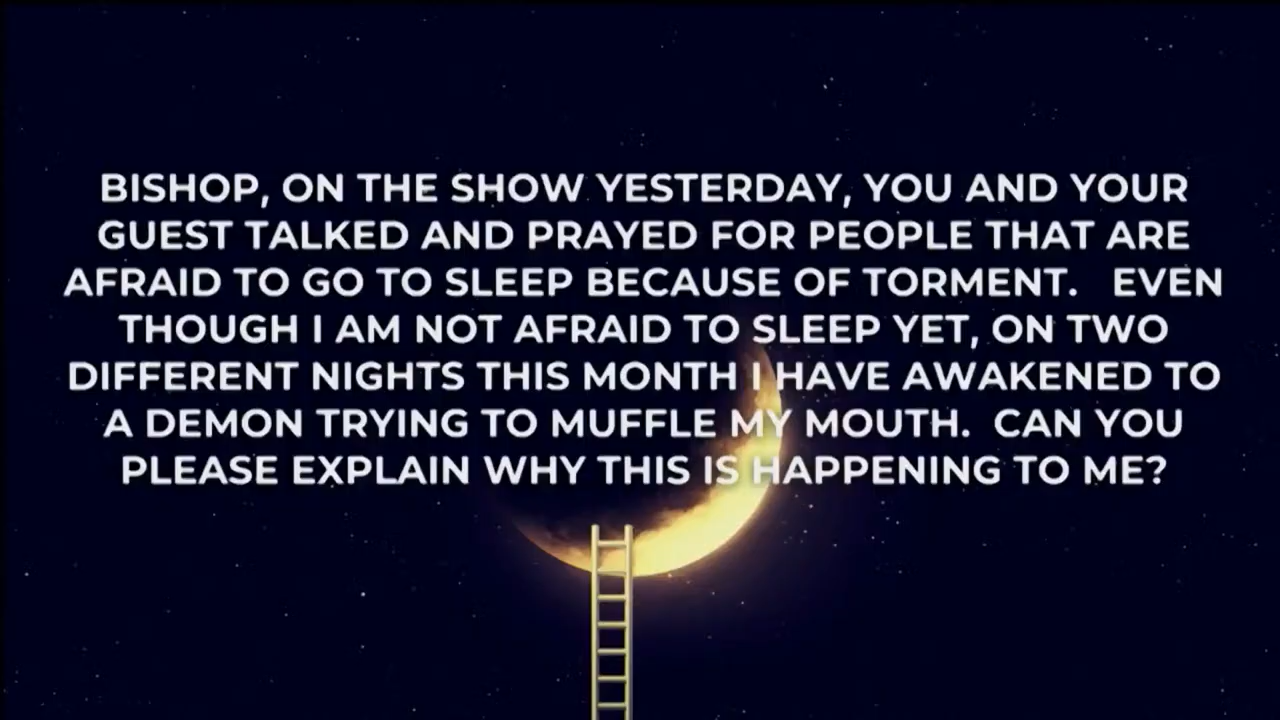 BISHOP, ON THE SHOW YESTERDAY, YOU AND YOUR
GUEST TALKED AND PRAYED FOR PEOPLE THAT ARE
AFRAID TO GO TO SLEEP BECAUSE OF TORMENT.   EVEN
THOUGH I AM NOT AFRAID TO SLEEP YET, ON TWO
DIFFERENT NIGHTS THIS MONTH I HAVE AWAKENED TO
A DEMON TRYING TO MUFFLE MY MOUTH.  CAN YOU
PLEASE EXPLAIN WHY THIS IS HAPPENING TO ME?